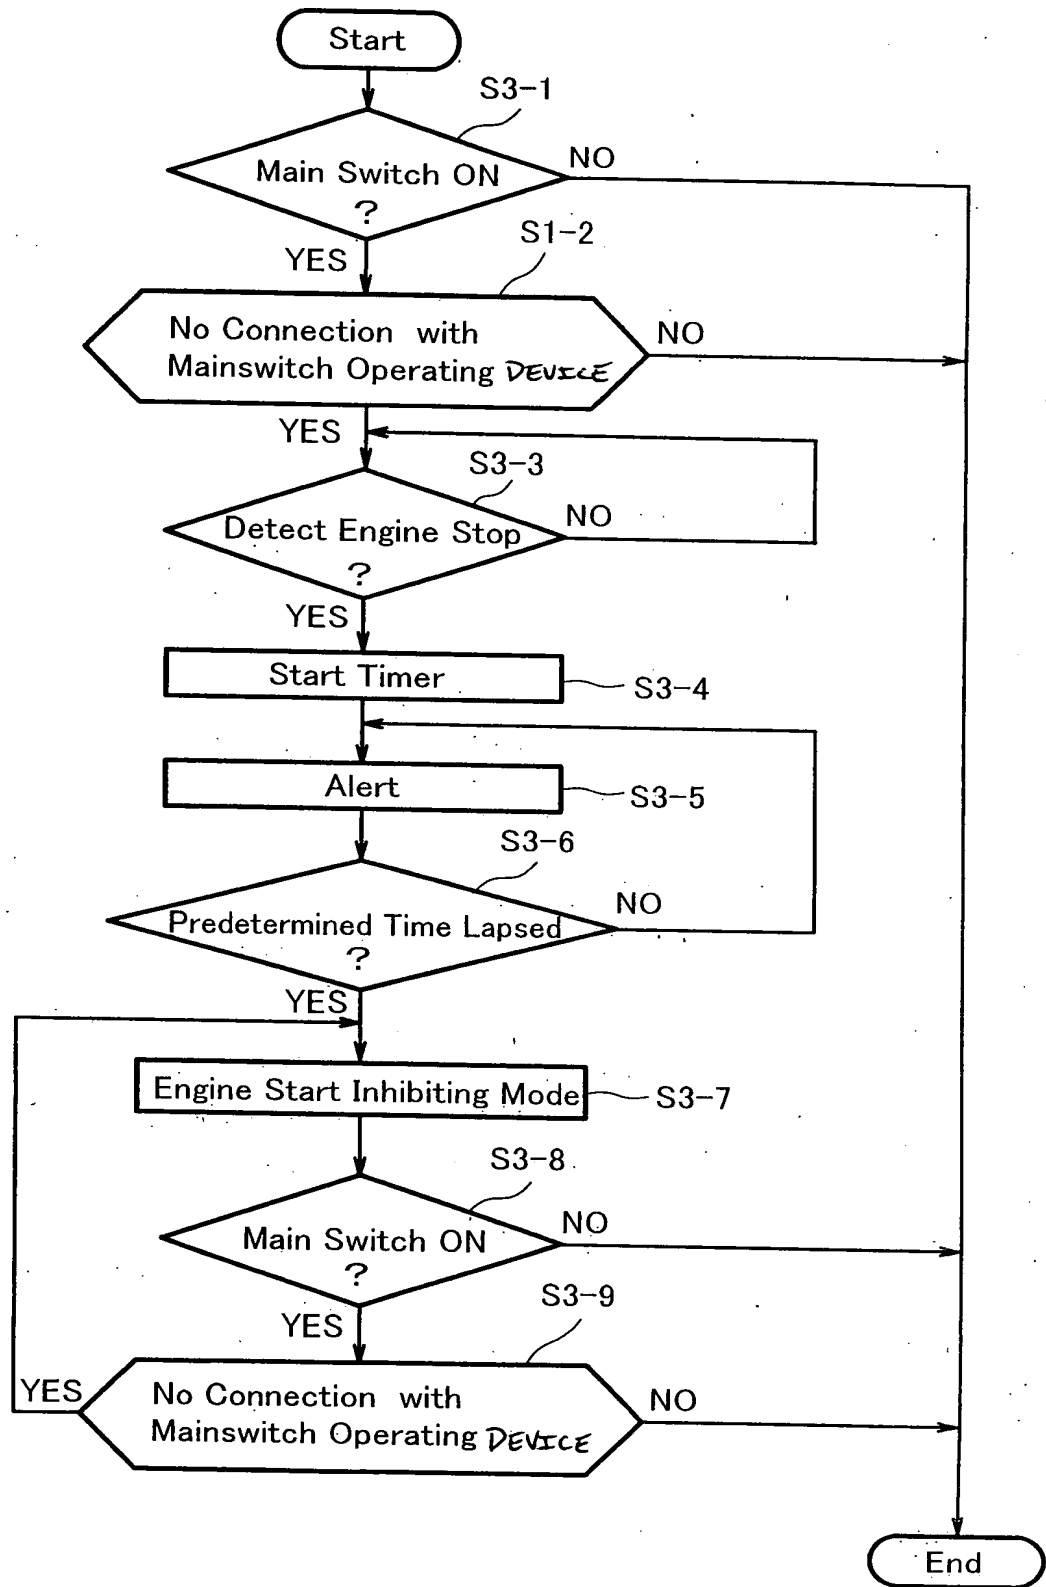 Start
S3-1
Main Switch ON
?
NO
YES
S1-2
No Connection with
Mainswitch Operating DEVICE
NO
YES
S3-3
Detect Engine Stop
?
NO
YES
Start Timer
S3-4
Alert
S3-5
S3-6
Predetermined Time Lapsed
?
NO
YES
Engine Start Inhibiting Mode
S3-7
S3-8
Main Switch ON
?
NO
YES
S3-9
YES
No Connection with
Mainswitch Operating DEVICE
NO
End